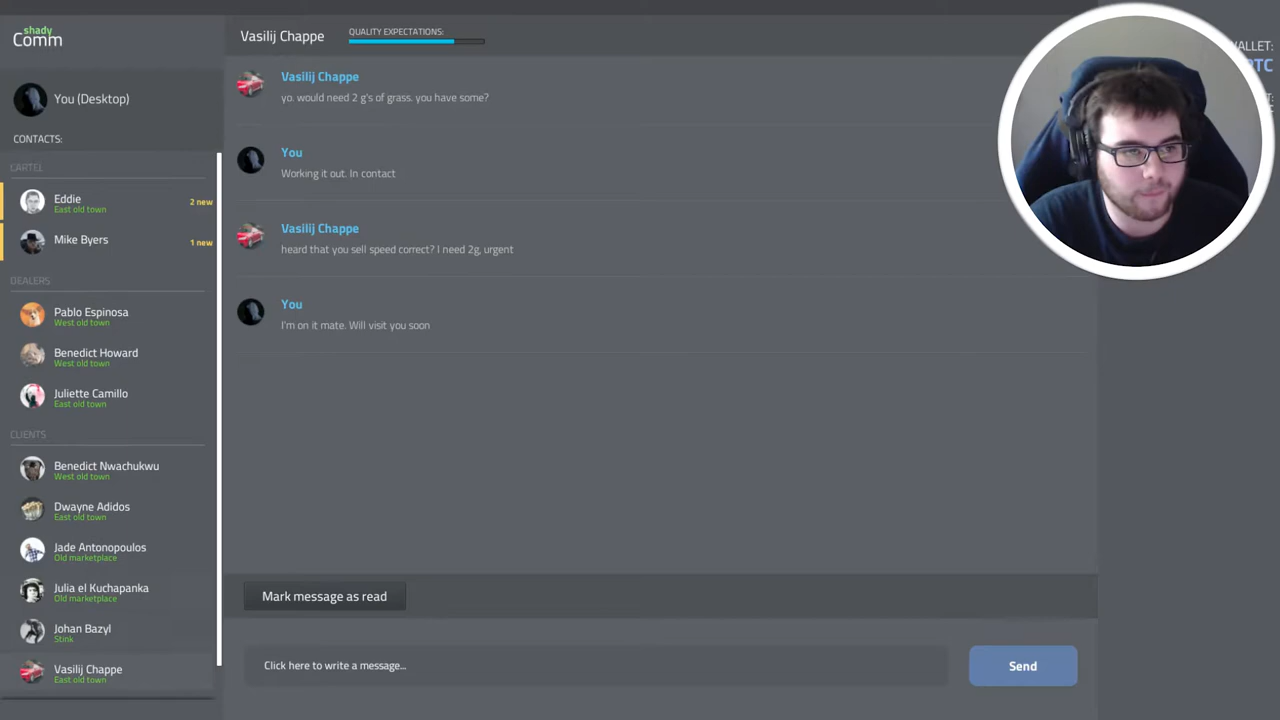 shady
Comm
You (Desktop)
CONTACTS:
CARTEL
Eddie
East old town
2 new
Mike Byers
1 new
DEALERS
Pablo Espinosa
West old town
Benedict Howard
West old town
Juliette Camillo
East old town
CLIENTS
Benedict Nwachukwu
West old town
Dwayne Adidos
East old town
Jade Antonopoulos
Old marketplace
Julia el Kuchapanka
Old marketplace
Johan Bazyl
Stink
Vasilij Chappe
East old town
Vasilij Chappe
QUALITY EXPECTATIONS:
Vasilij Chappe
yo. would need 2 g's of grass. you have some?
You
Working it out. In contact
Vasilij Chappe
heard that you sell speed correct? I need 2g, urgent
You
I'm on it mate. Will visit you soon
Mark message as read
Click here to write a message...
Send